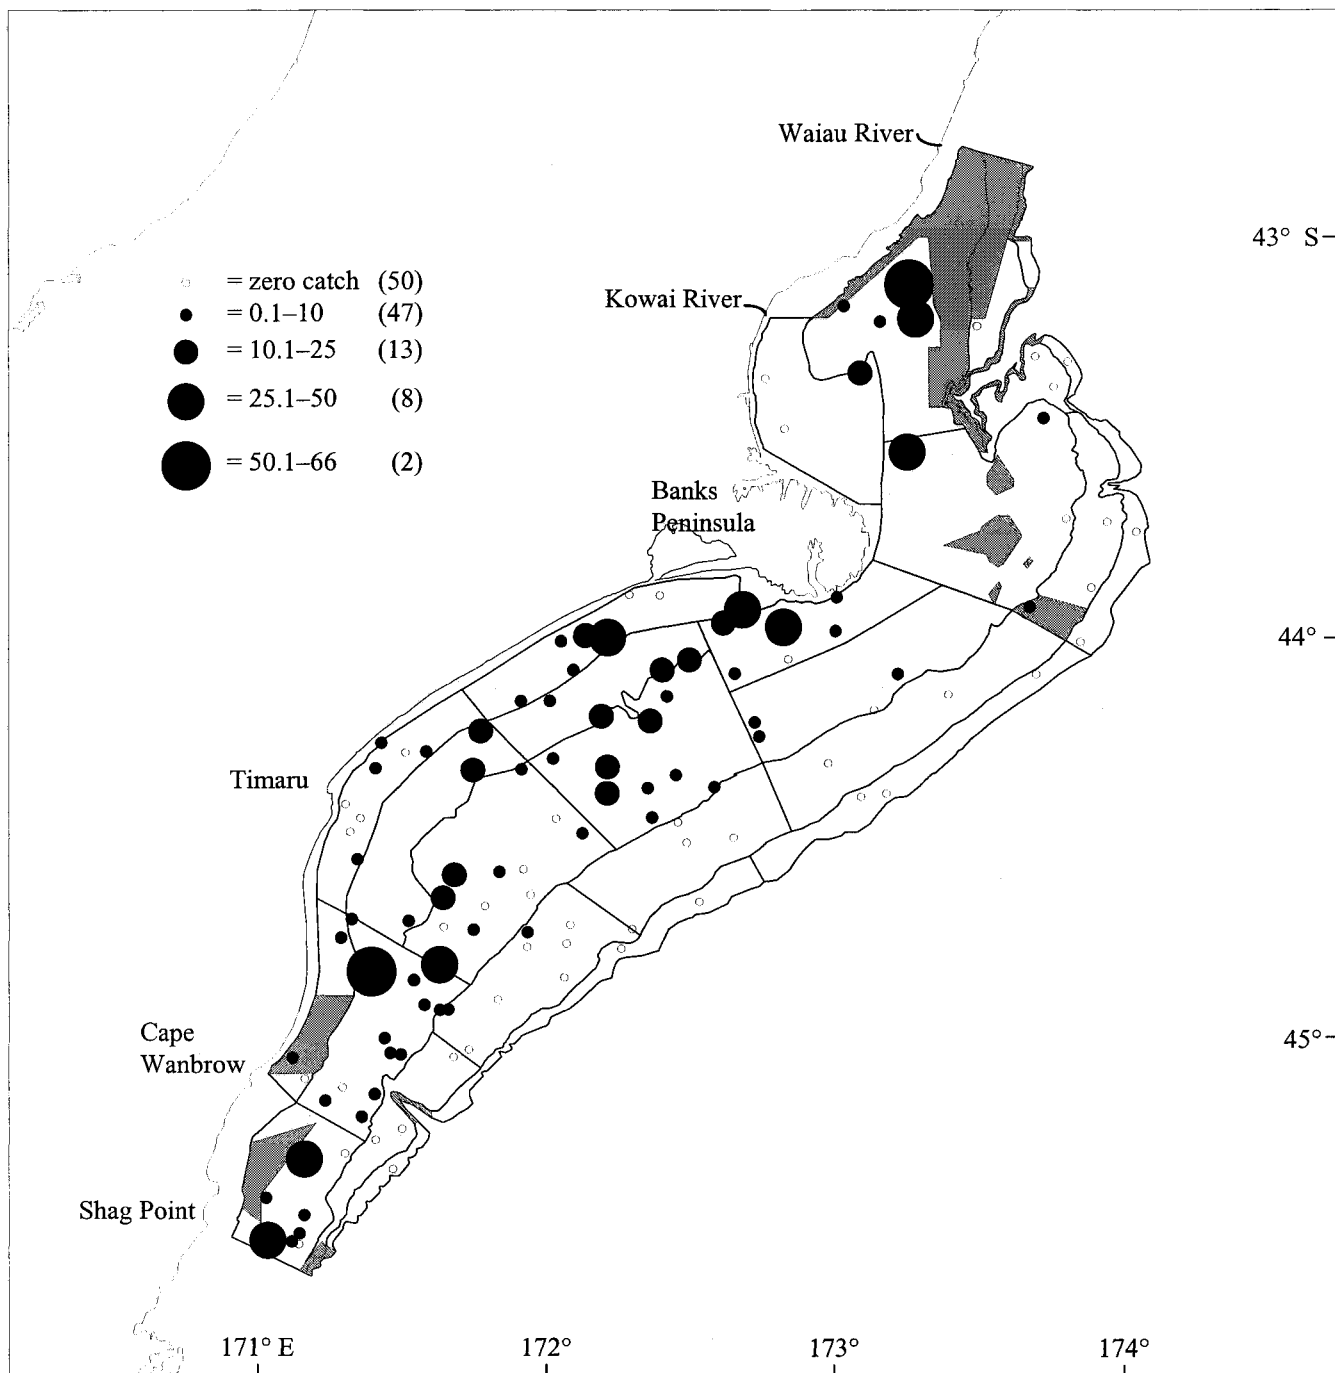 Waiau River
43° S
= zero catch (50)
Kowai River
= 0.1–10 (47)
= 10.1–25 (13)
= 25.1–50 (8)
= 50.1–66 (2)
Banks
Peninsula
44°
Timaru
Cape
Wanbrow
45°
Shag Point
171° E 172° 173° 174°